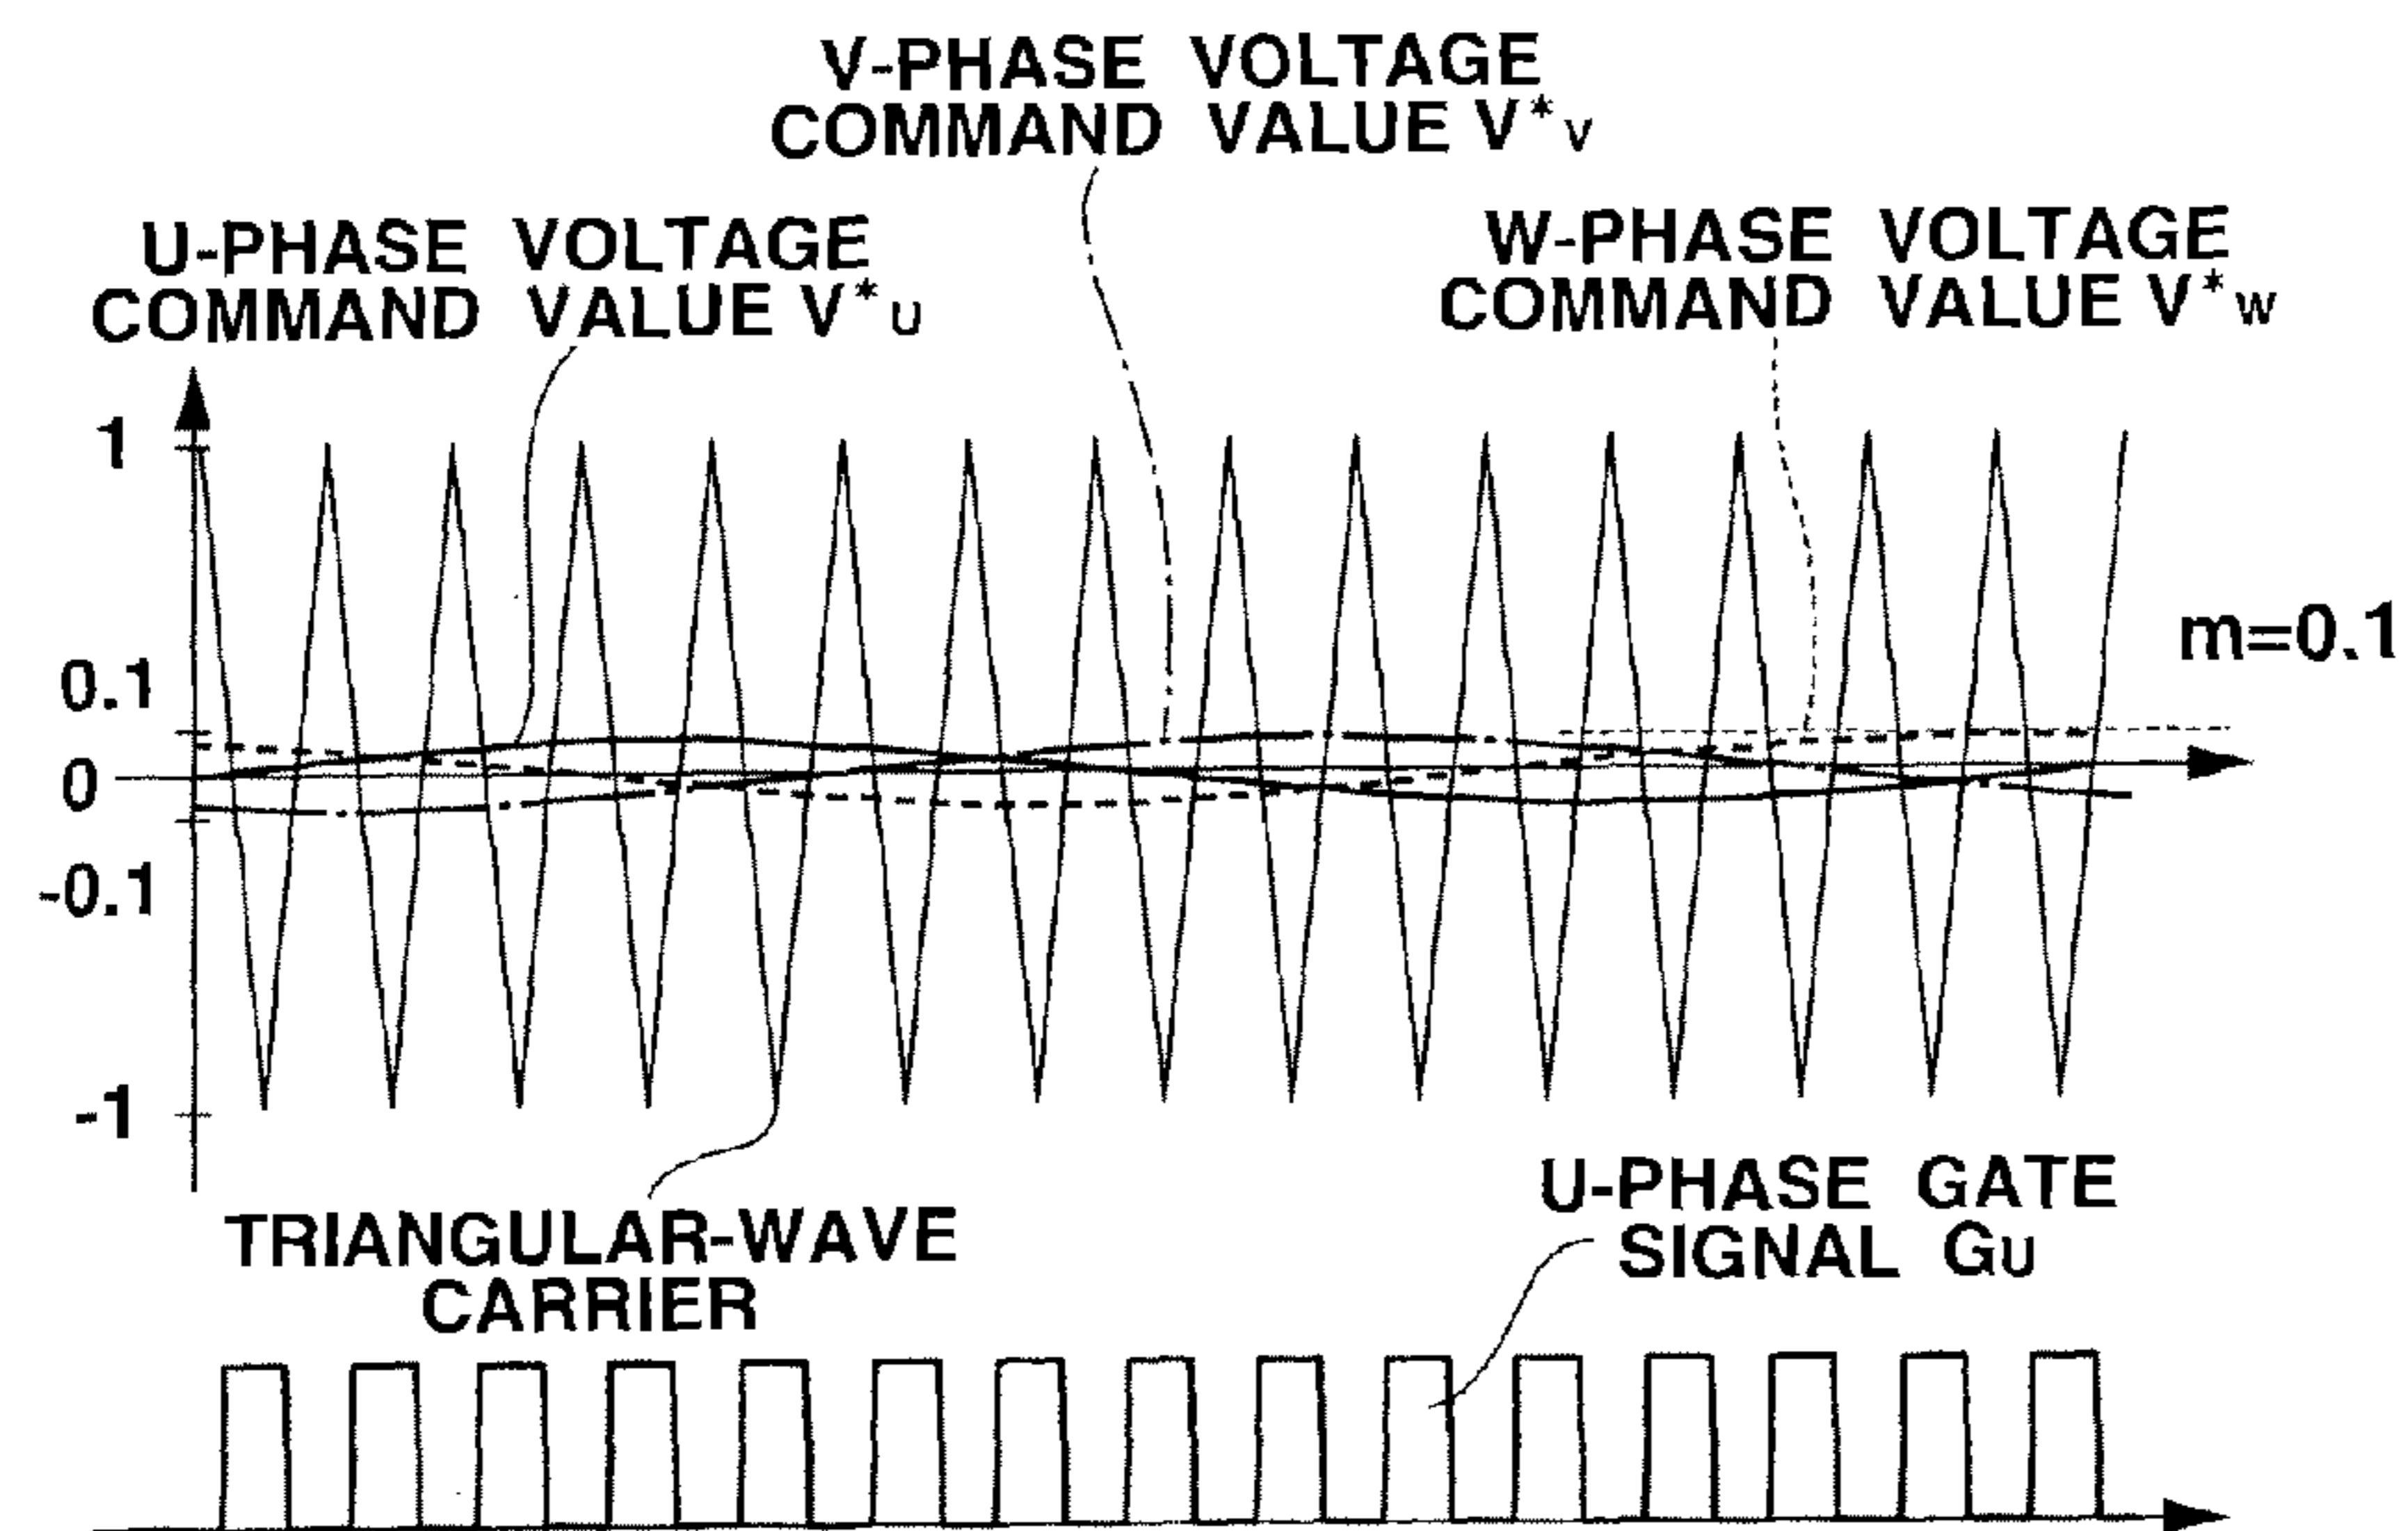 V-PHASE VOLTAGE
COMMAND VALUE V*V
U-PHASE VOLTAGE
COMMAND VALUE V*U
W-PHASE VOLTAGE
COMMAND VALUE V*W
1
0.1
0
-0.1
-1
m=0.1
TRIANGULAR-WAVE
CARRIER
U-PHASE GATE
SIGNAL GU